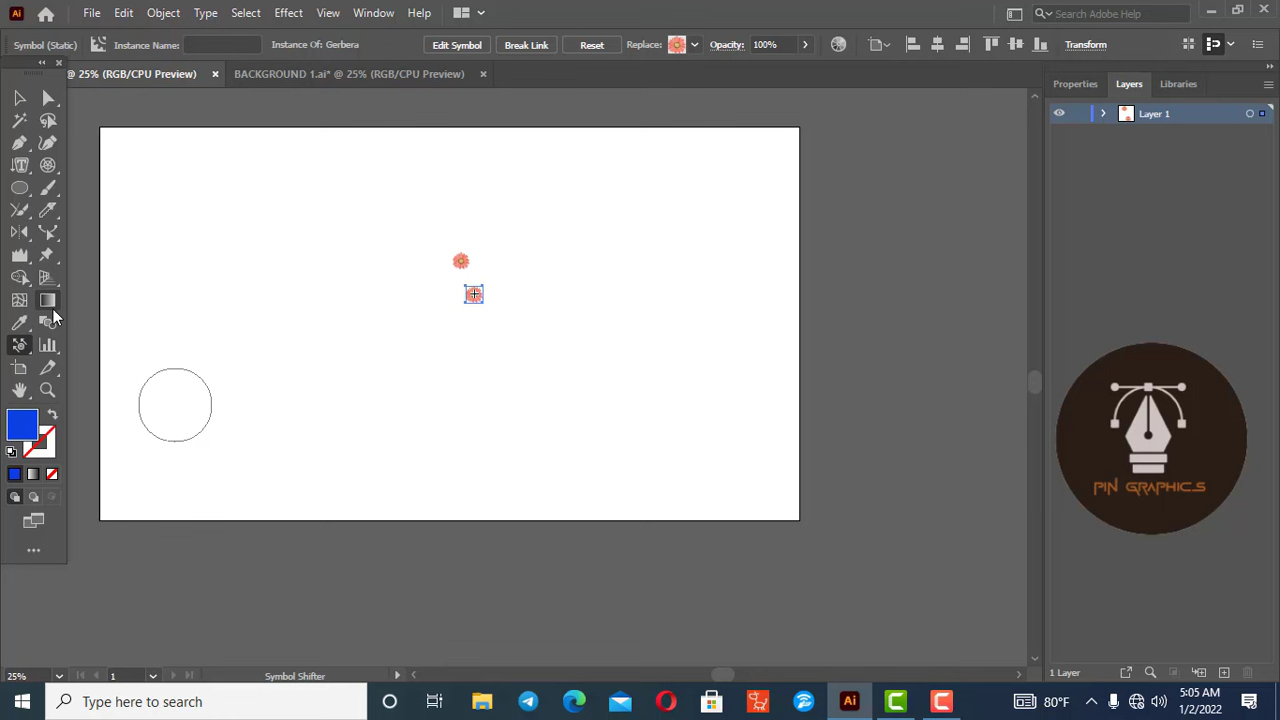 Ai File Edit Object Type Select Effect View Window Help Search Adobe Help
Symbol (Static) Instance Name: Instance Of: Gerbera Edit Symbol Break Link Reset Replace: Opacity: 100% Transform
@ 25% (RGB/CPU Preview) × BACKGROUND 1.ai* @ 25% (RGB/CPU Preview) ×
Properties Layers Libraries
Layer 1
PIN GRAPHICS
25% 1 Symbol Shifter 1 Layer
Type here to search Ai 80°F 5:05 AM
1/2/2022